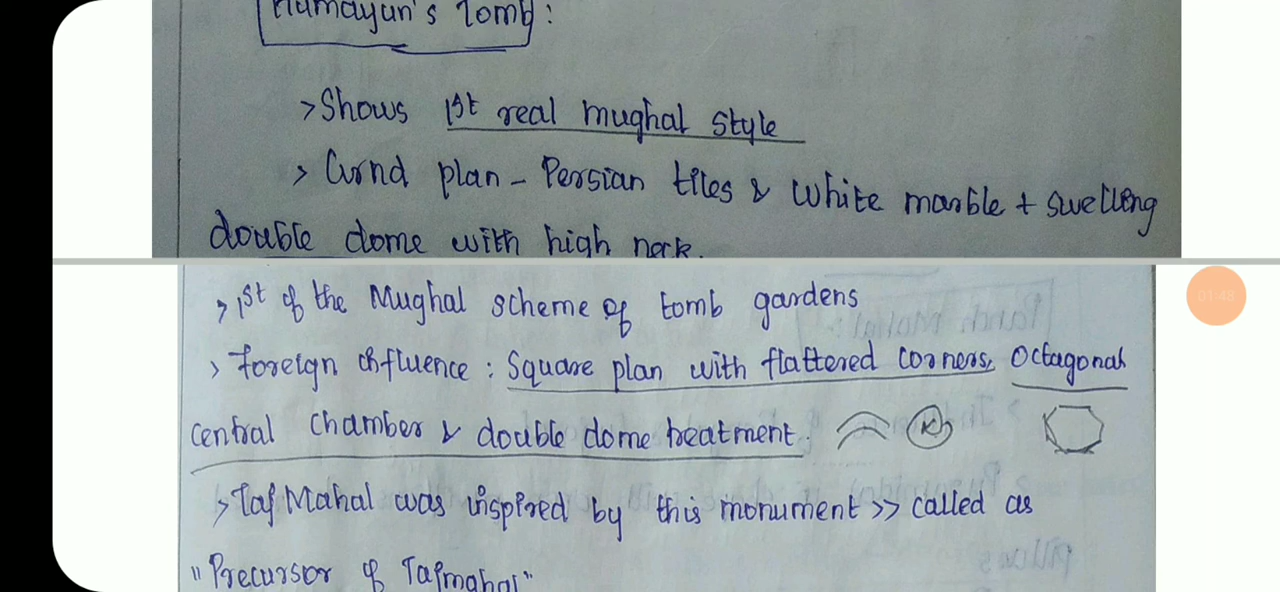 Humayun's Tomb:
> Shows 1st real mughal style
> Grnd plan - Persian tiles & White marble + swelling
double dome with high neck.
> 1st of the Mughal scheme of tomb gardens
01:48
> foreign influence: Square plan with flattered corners, Octagonal
central chamber & double dome treatment.
> Taj Mahal was inspired by this monument >> called as
"Precursor of Tajmahal"